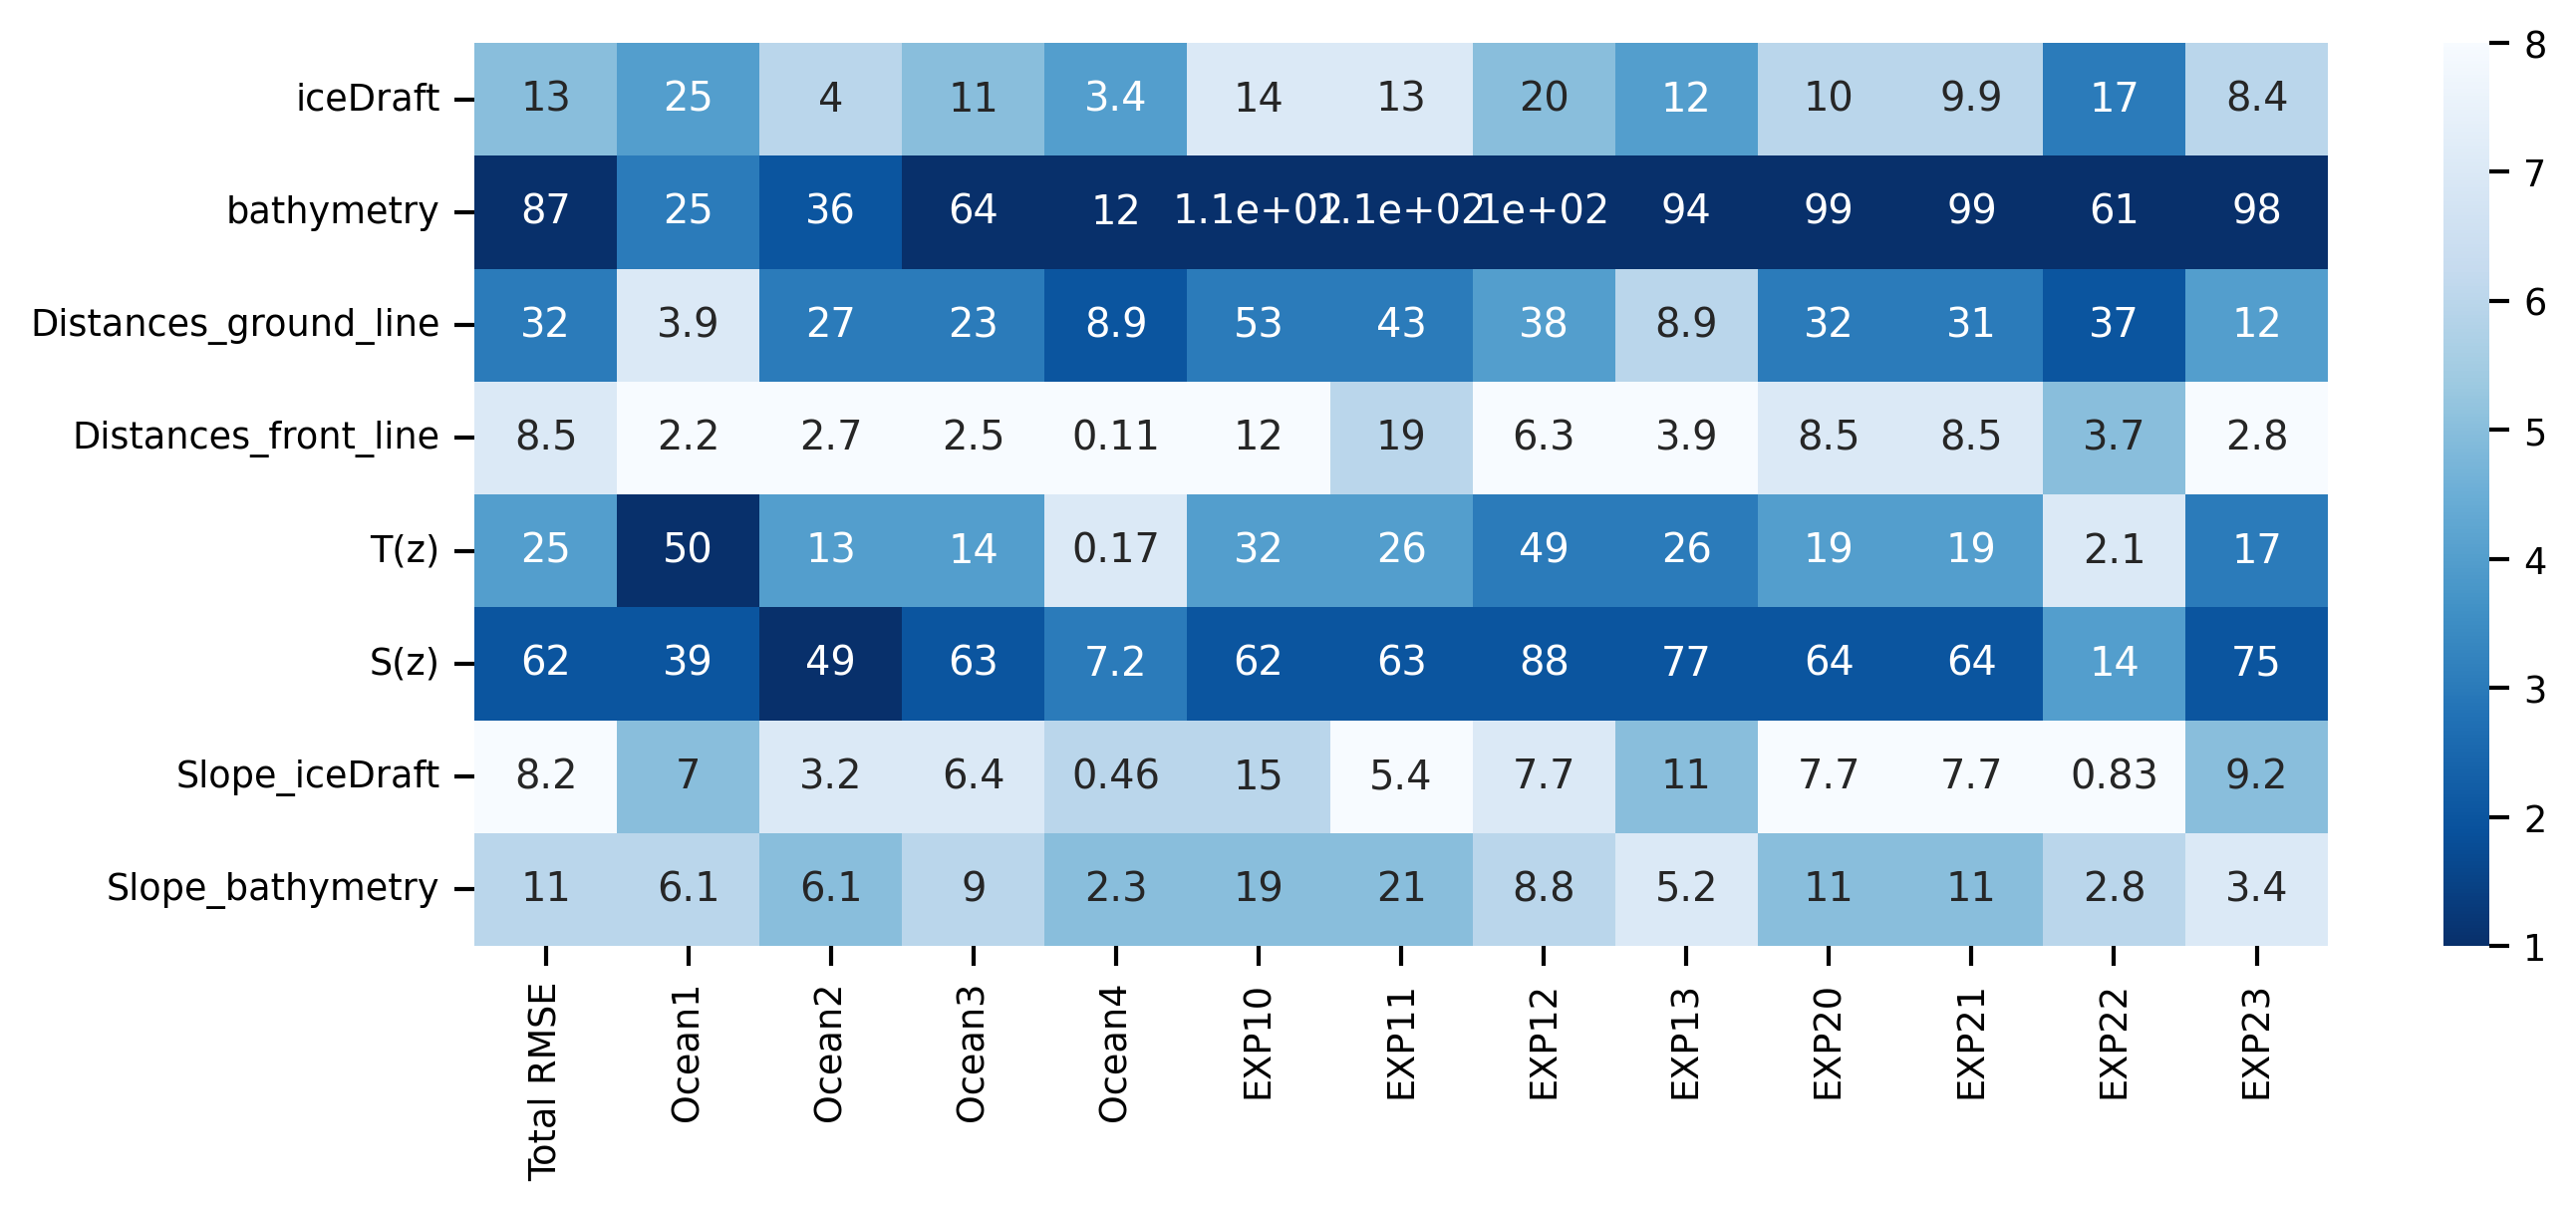 iceDraft 13 25 4 11 3.4 14 13 20 12 10 9.9 17 8.4
bathymetry 87 25 36 64 12 1.1e+02 1.1e+02 1e+02 94 99 99 61 98
Distances_ground_line 32 3.9 27 23 8.9 53 43 38 8.9 32 31 37 12
Distances_front_line 8.5 2.2 2.7 2.5 0.11 12 19 6.3 3.9 8.5 8.5 3.7 2.8
T(z) 25 50 13 14 0.17 32 26 49 26 19 19 2.1 17
S(z) 62 39 49 63 7.2 62 63 88 77 64 64 14 75
Slope_iceDraft 8.2 7 3.2 6.4 0.46 15 5.4 7.7 11 7.7 7.7 0.83 9.2
Slope_bathymetry 11 6.1 6.1 9 2.3 19 21 8.8 5.2 11 11 2.8 3.4
Total RMSE
Ocean1
Ocean2
Ocean3
Ocean4
EXP10
EXP11
EXP12
EXP13
EXP20
EXP21
EXP22
EXP23
8
7
6
5
4
3
2
1